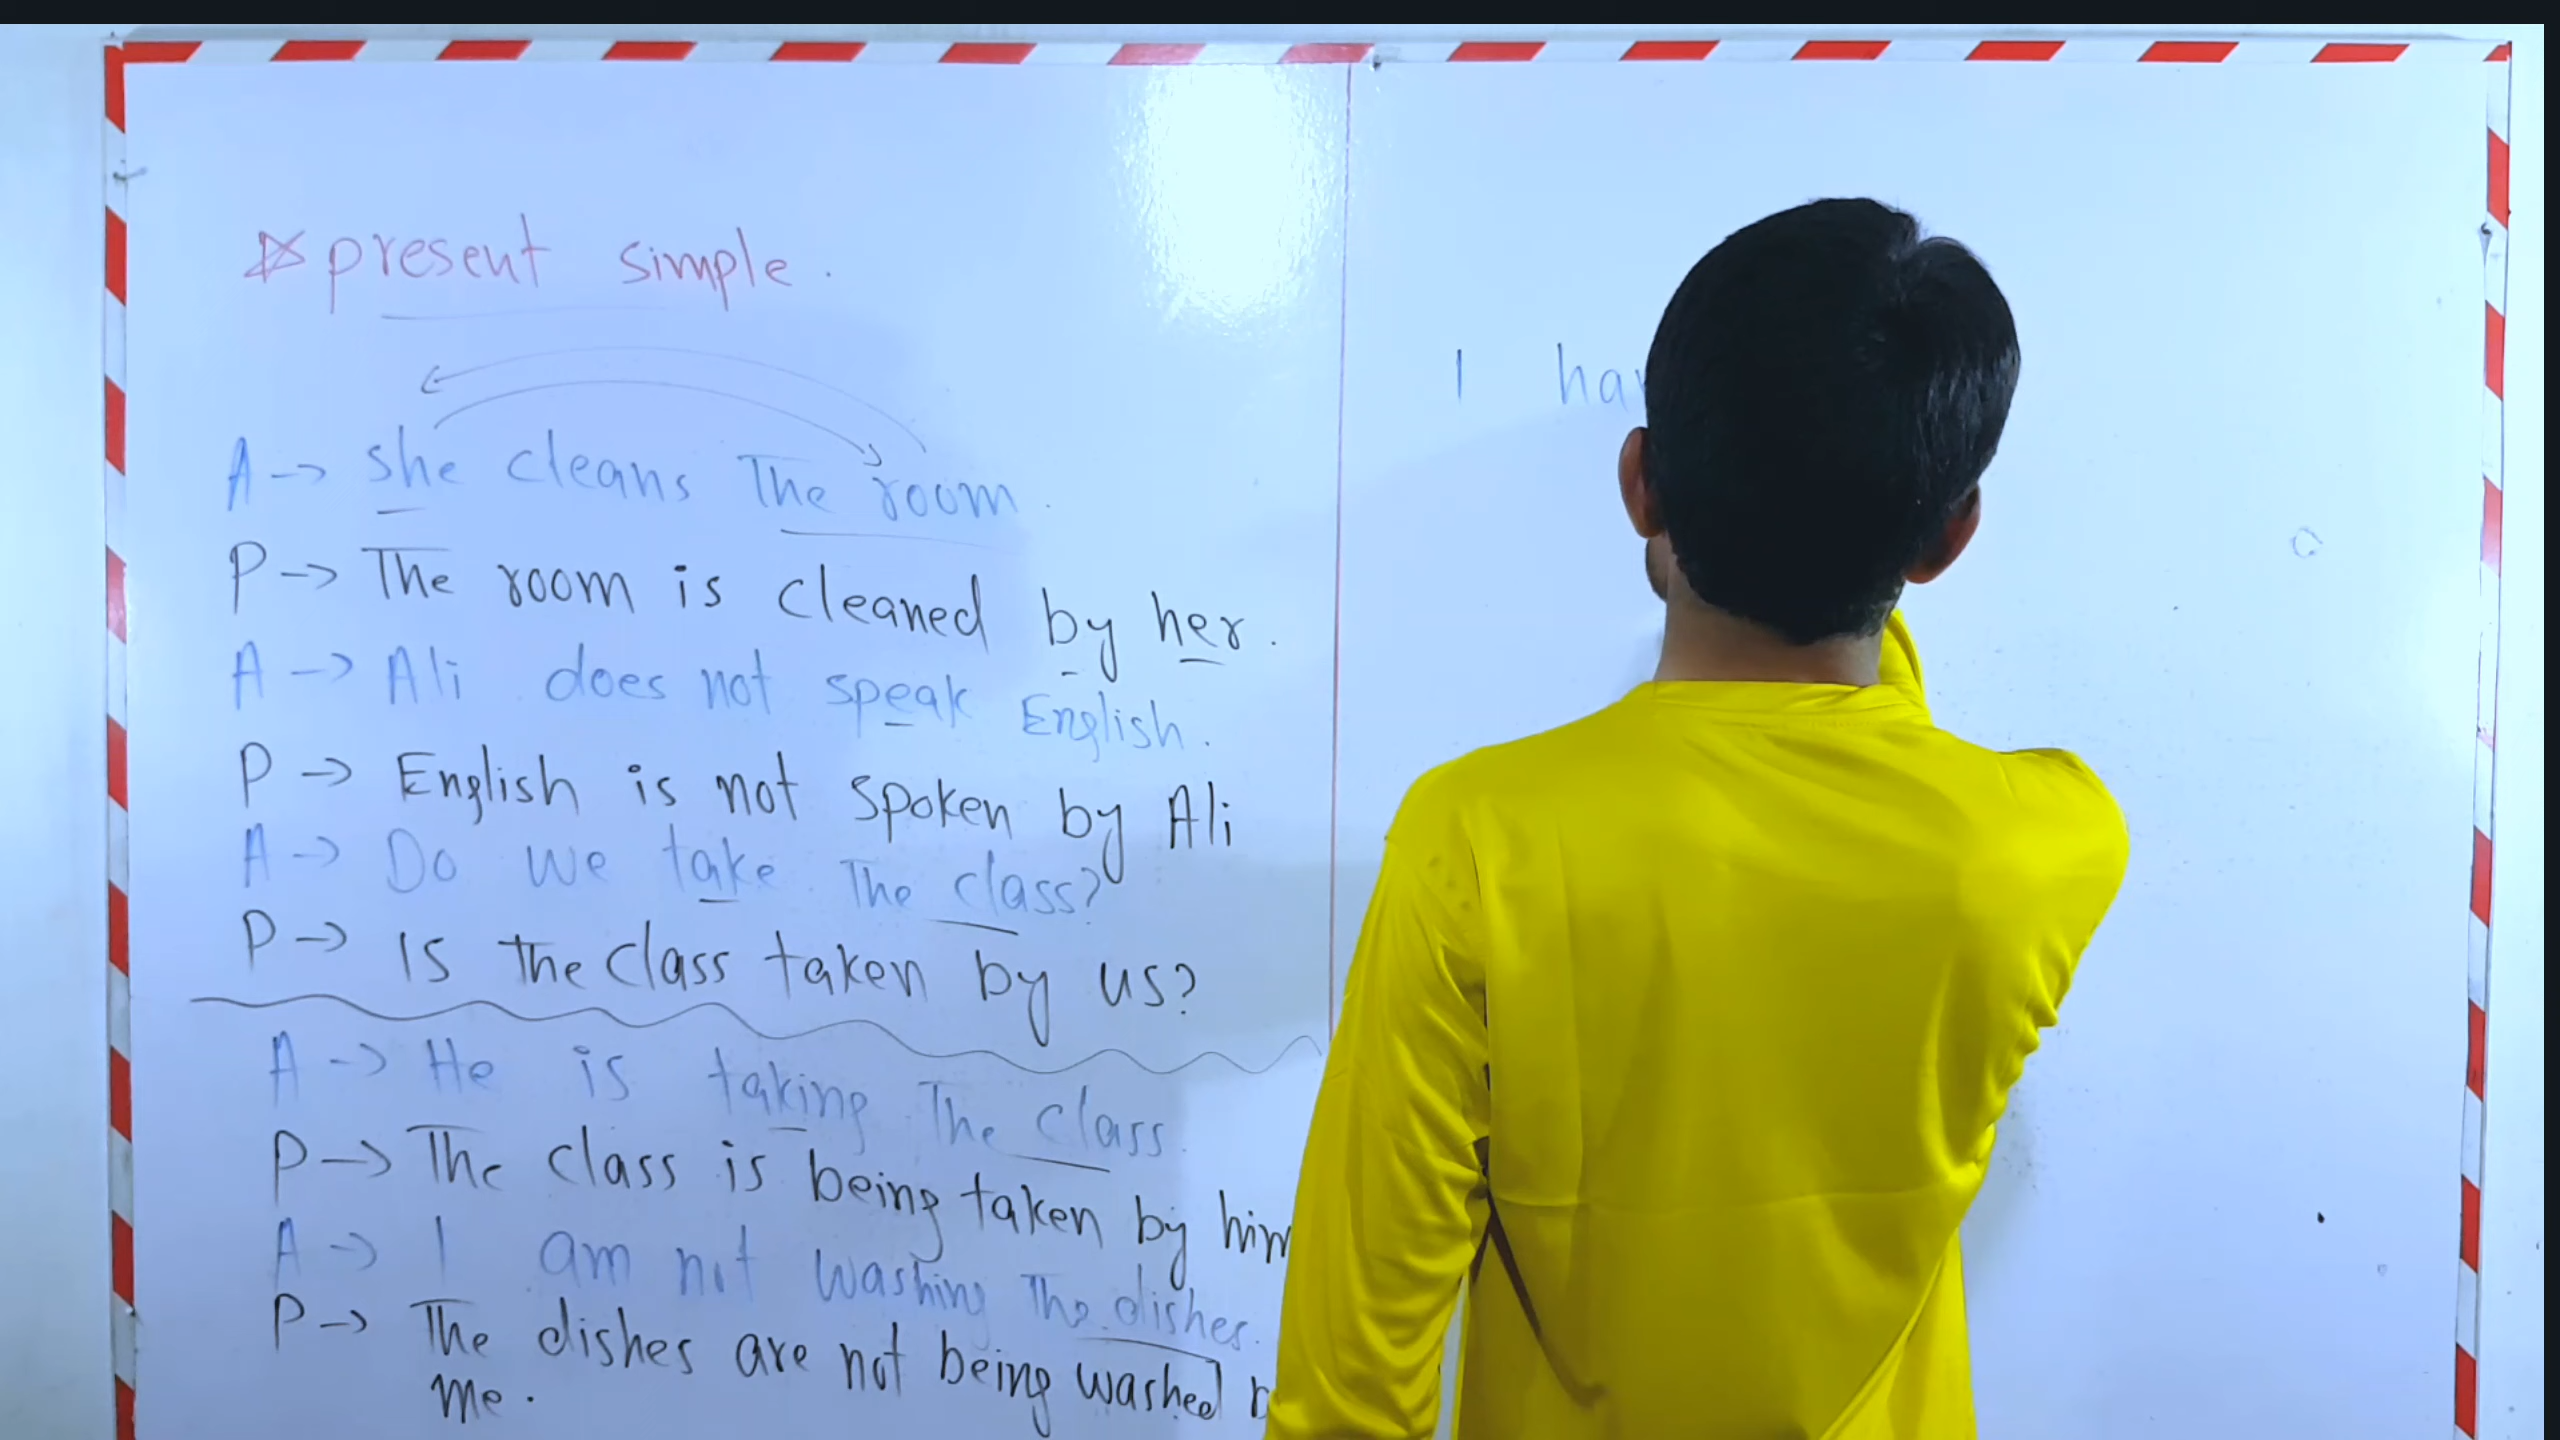 present simple.
A → she cleans The room.
P → The room is cleaned by her.
A → Ali does not speak English.
P → English is not spoken by Ali
A → Do we take The class?
P → Is the class taken by us?
A → He is taking The class.
P → The class is being taken by him
A → I am not washing The dishes.
P → The dishes are not being washed
me.
I